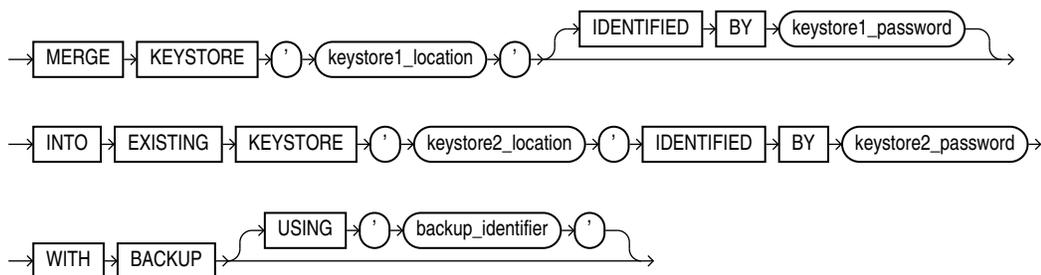 IDENTIFIED BY keystore1_password
MERGE KEYSTORE ' keystore1_location '
INTO EXISTING KEYSTORE ' keystore2_location ' IDENTIFIED BY keystore2_password
USING ' backup_identifier '
WITH BACKUP